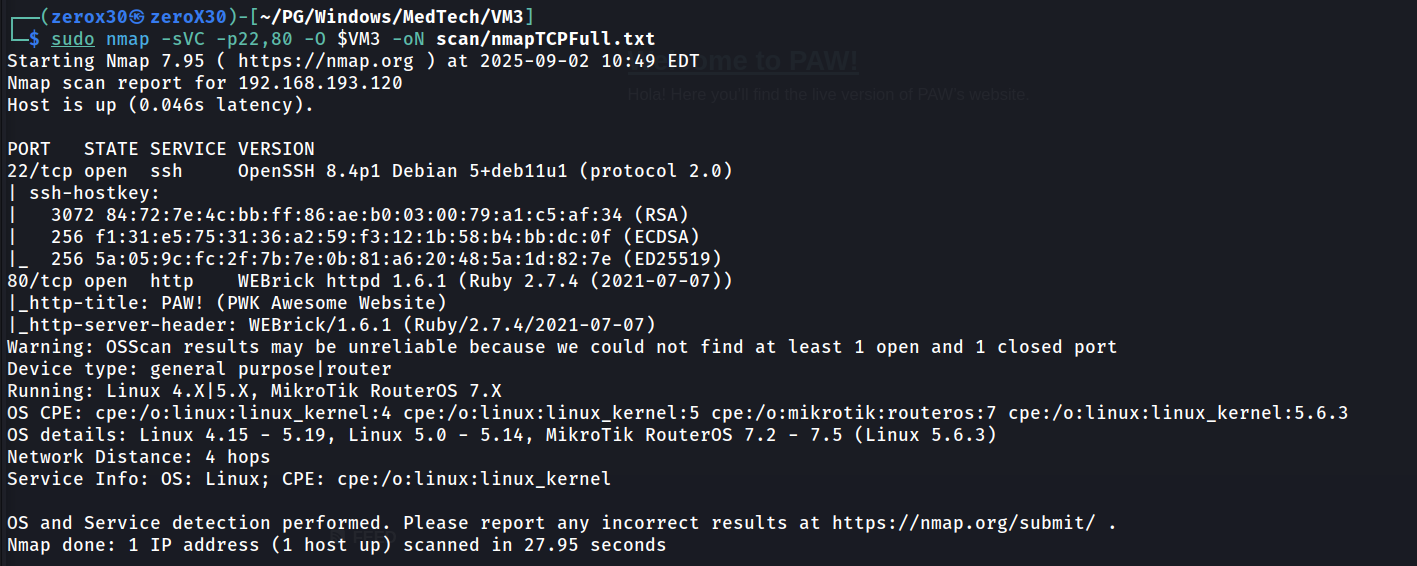 ┌──(zerox30㉿zeroX30)-[~/PG/Windows/MedTech/VM3]
└─$ sudo nmap -sVC -p22,80 -O $VM3 -oN scan/nmapTCPFull.txt
Starting Nmap 7.95 ( https://nmap.org ) at 2025-09-02 10:49 EDT
Nmap scan report for 192.168.193.120
Host is up (0.046s latency).
to PAW!
Hola! Here you'll find the live version of PAW's website.

PORT   STATE SERVICE VERSION
22/tcp open  ssh     OpenSSH 8.4p1 Debian 5+deb11u1 (protocol 2.0)
| ssh-hostkey:
|   3072 84:72:7e:4c:bb:ff:86:ae:b0:03:00:79:a1:c5:af:34 (RSA)
|   256 f1:31:e5:75:31:36:a2:59:f3:12:1b:58:b4:bb:dc:0f (ECDSA)
|_  256 5a:05:9c:fc:2f:7b:7e:0b:81:a6:20:48:5a:1d:82:7e (ED25519)
80/tcp open  http    WEBrick httpd 1.6.1 (Ruby 2.7.4 (2021-07-07))
|_http-title: PAW! (PWK Awesome Website)
|_http-server-header: WEBrick/1.6.1 (Ruby/2.7.4/2021-07-07)
Warning: OSScan results may be unreliable because we could not find at least 1 open and 1 closed port
Device type: general purpose|router
Running: Linux 4.X|5.X, MikroTik RouterOS 7.X
OS CPE: cpe:/o:linux:linux_kernel:4 cpe:/o:linux:linux_kernel:5 cpe:/o:mikrotik:routeros:7 cpe:/o:linux:linux_kernel:5.6.3
OS details: Linux 4.15 - 5.19, Linux 5.0 - 5.14, MikroTik RouterOS 7.2 - 7.5 (Linux 5.6.3)
Network Distance: 4 hops
Service Info: OS: Linux; CPE: cpe:/o:linux:linux_kernel

OS and Service detection performed. Please report any incorrect results at https://nmap.org/submit/ .
Nmap done: 1 IP address (1 host up) scanned in 27.95 seconds